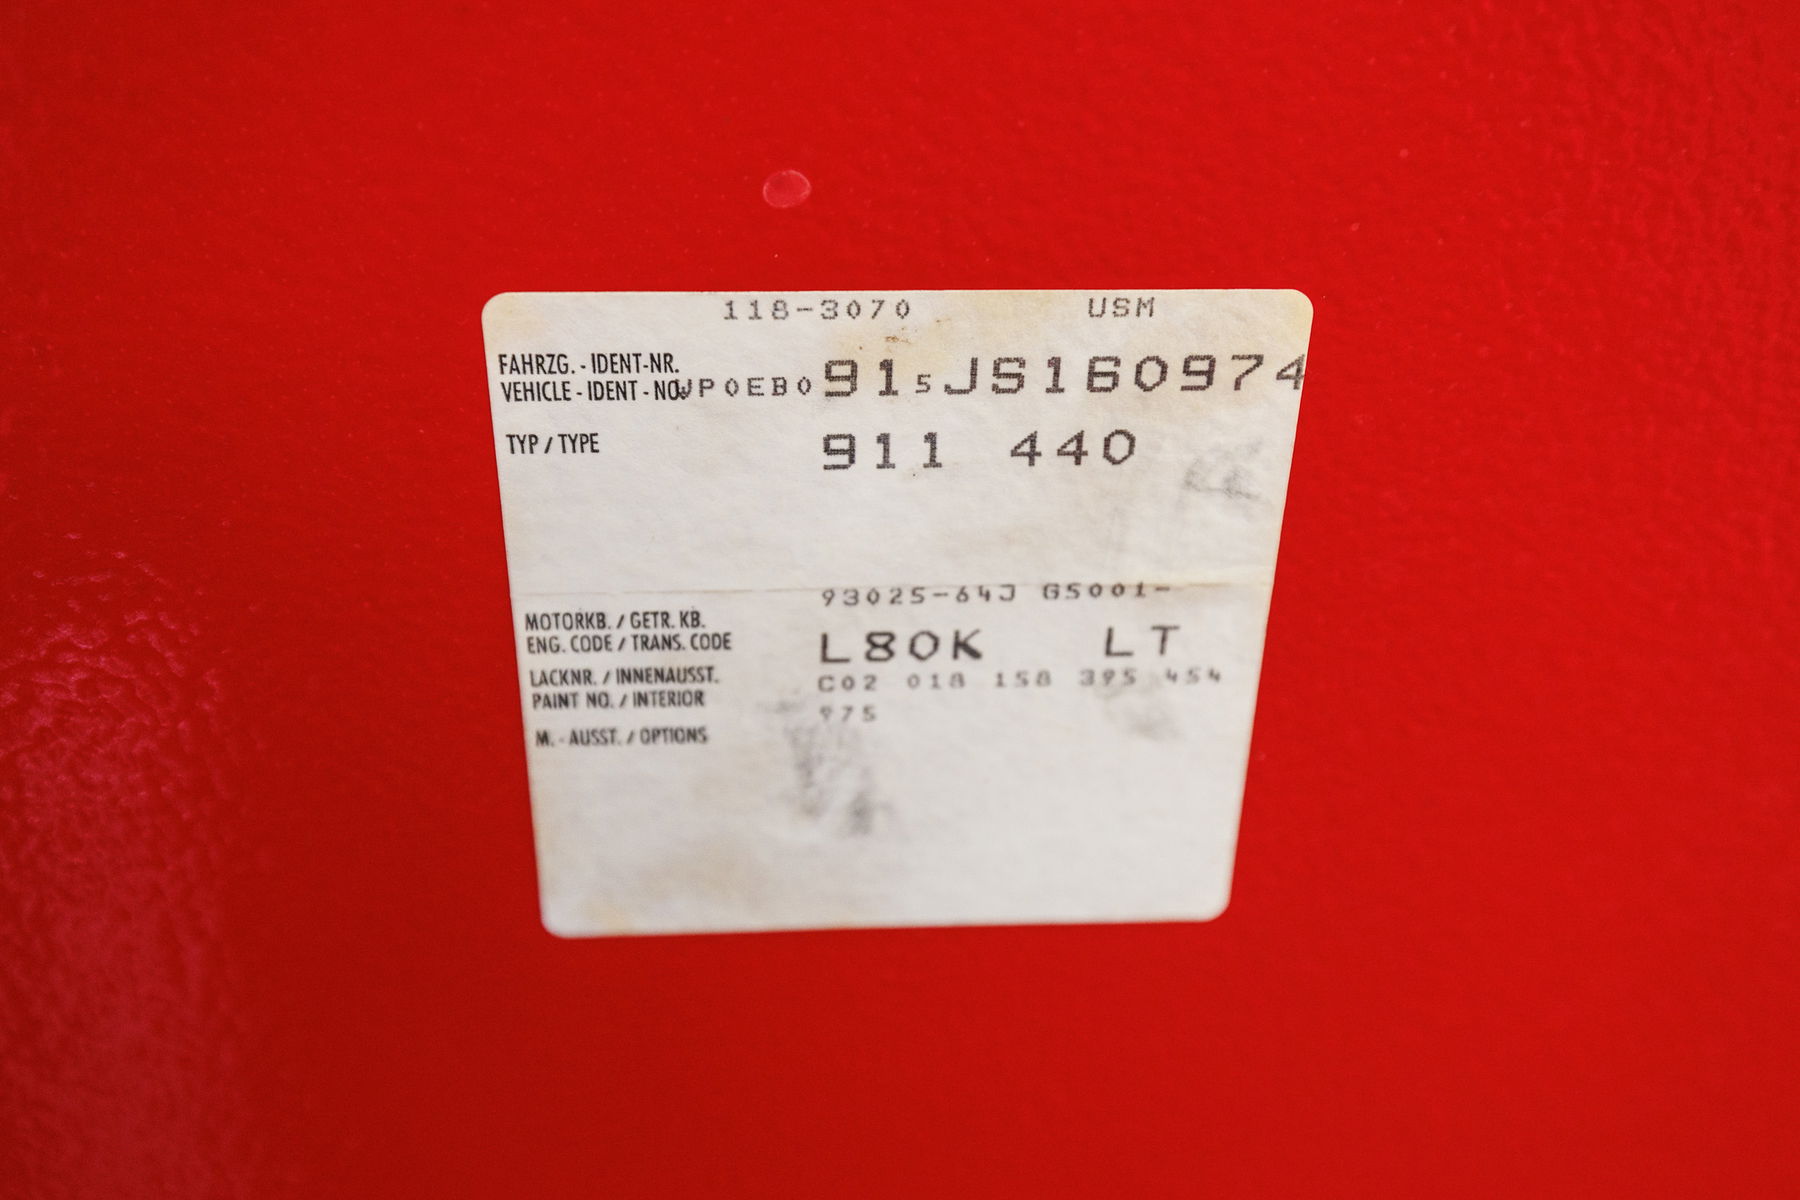 118-3070 USM
FAHRZG. - IDENT-NR.
VEHICLE - IDENT - NO. WP0EB0915JS160974
TYP / TYPE 911 440
93025-64J G5001-
MOTORKB. / GETR. KB.
ENG. CODE / TRANS. CODE L80K LT
LACKNR. / INNENAUSST. C02 018 158 395 454
PAINT NO. / INTERIOR
975
M. - AUSST. / OPTIONS